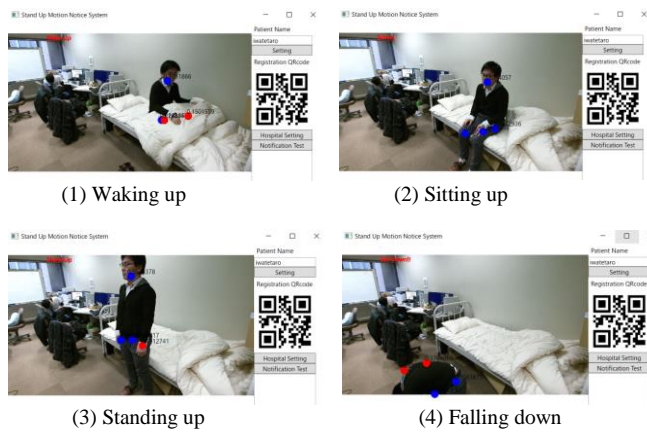 Stand Up Motion Notice System
Patient Name
iwatetaro
Setting
Registration QRcode
Hospital Setting
Notification Test
(1) Waking up
Stand Up Motion Notice System
Patient Name
iwatetaro
Setting
Registration QRcode
Hospital Setting
Notification Test
(2) Sitting up
Stand Up Motion Notice System
Patient Name
iwatetaro
Setting
Registration QRcode
Hospital Setting
Notification Test
(3) Standing up
Stand Up Motion Notice System
Patient Name
iwatetaro
Setting
Registration QRcode
Hospital Setting
Notification Test
(4) Falling down